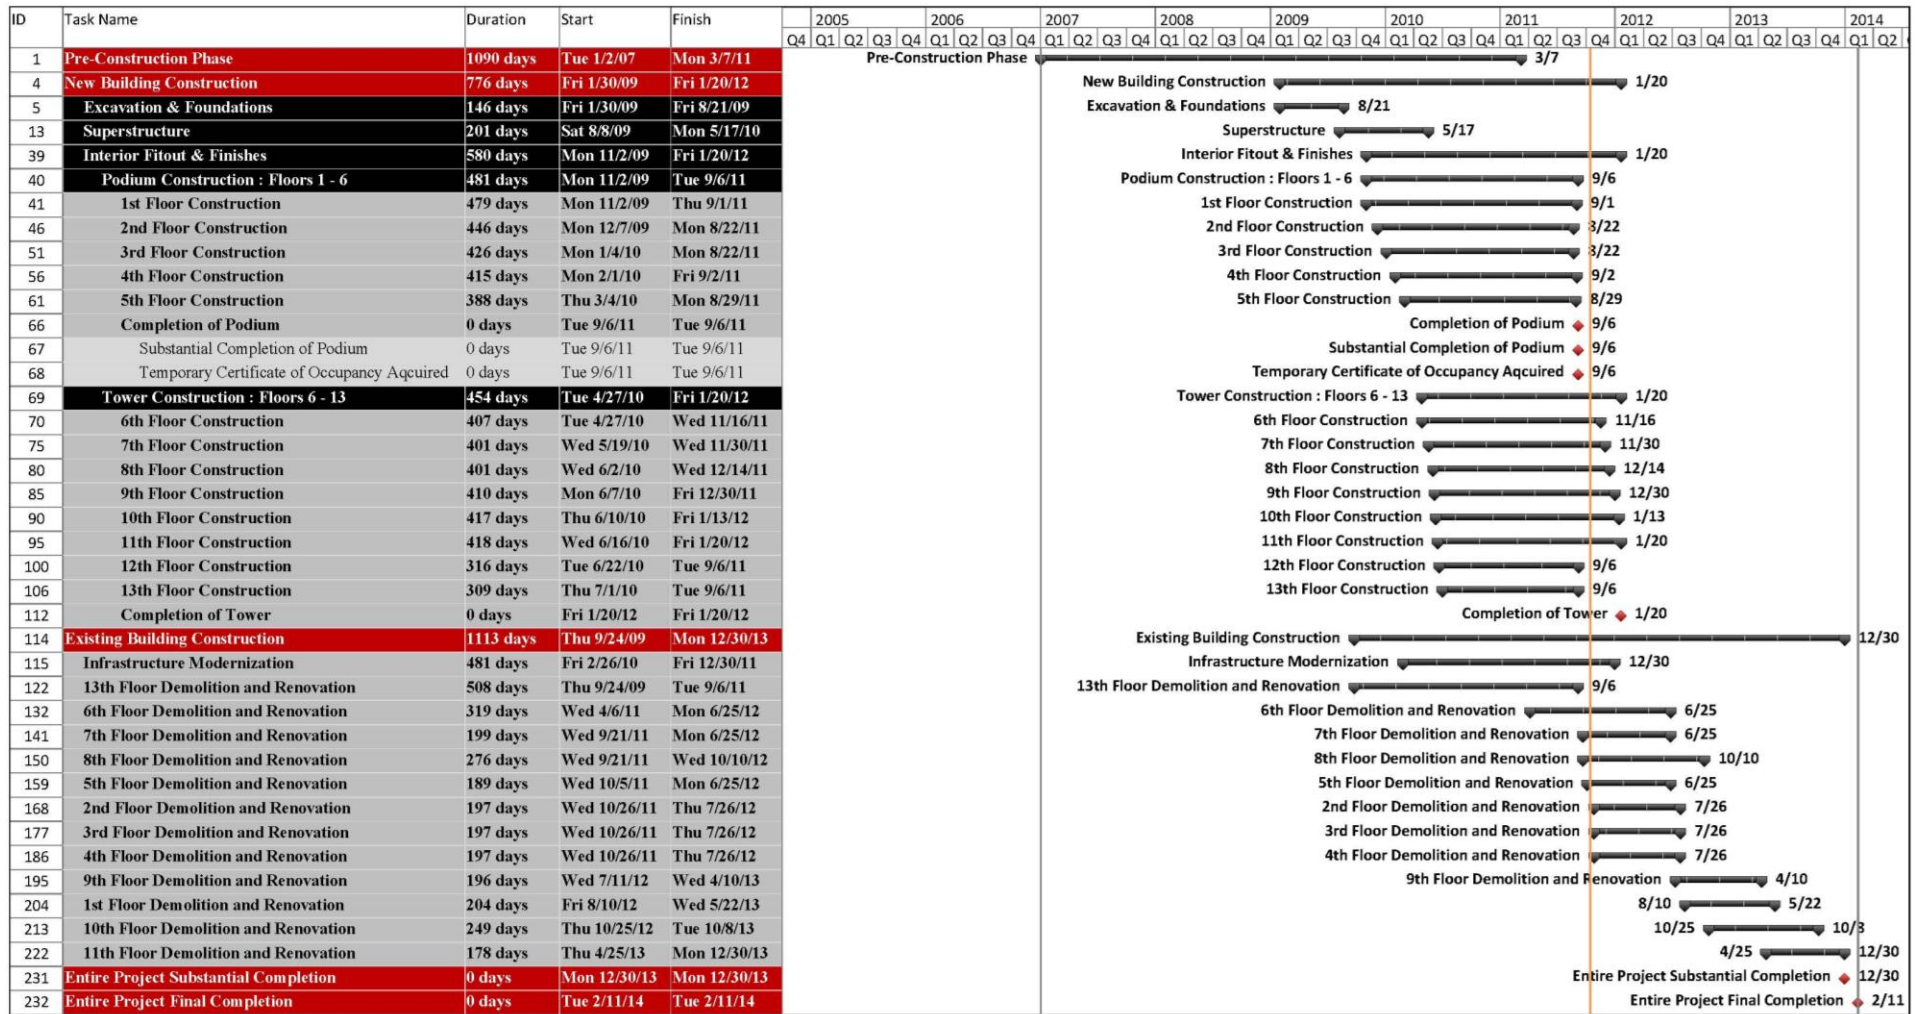 ID Task Name Duration Start Finish 2005 2006 2007 2008 2009 2010 2011 2012 2013 2014
Q4 Q1 Q2 Q3 Q4 Q1 Q2 Q3 Q4 Q1 Q2 Q3 Q4 Q1 Q2 Q3 Q4 Q1 Q2 Q3 Q4 Q1 Q2 Q3 Q4 Q1 Q2 Q3 Q4 Q1 Q2 Q3 Q4 Q1 Q2 Q3 Q4 Q1 Q2
1 Pre-Construction Phase 1090 days Tue 1/2/07 Mon 3/7/11 Pre-Construction Phase 3/7
4 New Building Construction 776 days Fri 1/30/09 Fri 1/20/12 New Building Construction 1/20
5 Excavation & Foundations 146 days Fri 1/30/09 Fri 8/21/09 Excavation & Foundations 8/21
13 Superstructure 201 days Sat 8/8/09 Mon 5/17/10 Superstructure 5/17
39 Interior Fitout & Finishes 580 days Mon 11/2/09 Fri 1/20/12 Interior Fitout & Finishes 1/20
40 Podium Construction : Floors 1 - 6 481 days Mon 11/2/09 Tue 9/6/11 Podium Construction : Floors 1 - 6 9/6
41 1st Floor Construction 479 days Mon 11/2/09 Thu 9/1/11 1st Floor Construction 9/1
46 2nd Floor Construction 446 days Mon 12/7/09 Mon 8/22/11 2nd Floor Construction 8/22
51 3rd Floor Construction 426 days Mon 1/4/10 Mon 8/22/11 3rd Floor Construction 8/22
56 4th Floor Construction 415 days Mon 2/1/10 Fri 9/2/11 4th Floor Construction 9/2
61 5th Floor Construction 388 days Thu 3/4/10 Mon 8/29/11 5th Floor Construction 8/29
66 Completion of Podium 0 days Tue 9/6/11 Tue 9/6/11 Completion of Podium 9/6
67 Substantial Completion of Podium 0 days Tue 9/6/11 Tue 9/6/11 Substantial Completion of Podium 9/6
68 Temporary Certificate of Occupancy Aqcuired 0 days Tue 9/6/11 Tue 9/6/11 Temporary Certificate of Occupancy Aqcuired 9/6
69 Tower Construction : Floors 6 - 13 454 days Tue 4/27/10 Fri 1/20/12 Tower Construction : Floors 6 - 13 1/20
70 6th Floor Construction 407 days Tue 4/27/10 Wed 11/16/11 6th Floor Construction 11/16
75 7th Floor Construction 401 days Wed 5/19/10 Wed 11/30/11 7th Floor Construction 11/30
80 8th Floor Construction 401 days Wed 6/2/10 Wed 12/14/11 8th Floor Construction 12/14
85 9th Floor Construction 410 days Mon 6/7/10 Fri 12/30/11 9th Floor Construction 12/30
90 10th Floor Construction 417 days Thu 6/10/10 Fri 1/13/12 10th Floor Construction 1/13
95 11th Floor Construction 418 days Wed 6/16/10 Fri 1/20/12 11th Floor Construction 1/20
100 12th Floor Construction 316 days Tue 6/22/10 Tue 9/6/11 12th Floor Construction 9/6
106 13th Floor Construction 309 days Thu 7/1/10 Tue 9/6/11 13th Floor Construction 9/6
112 Completion of Tower 0 days Fri 1/20/12 Fri 1/20/12 Completion of Tower 1/20
114 Existing Building Construction 1113 days Thu 9/24/09 Mon 12/30/13 Existing Building Construction 12/30
115 Infrastructure Modernization 481 days Fri 2/26/10 Fri 12/30/11 Infrastructure Modernization 12/30
122 13th Floor Demolition and Renovation 508 days Thu 9/24/09 Tue 9/6/11 13th Floor Demolition and Renovation 9/6
132 6th Floor Demolition and Renovation 319 days Wed 4/6/11 Mon 6/25/12 6th Floor Demolition and Renovation 6/25
141 7th Floor Demolition and Renovation 199 days Wed 9/21/11 Mon 6/25/12 7th Floor Demolition and Renovation 6/25
150 8th Floor Demolition and Renovation 276 days Wed 9/21/11 Wed 10/10/12 8th Floor Demolition and Renovation 10/10
159 5th Floor Demolition and Renovation 189 days Wed 10/5/11 Mon 6/25/12 5th Floor Demolition and Renovation 6/25
168 2nd Floor Demolition and Renovation 197 days Wed 10/26/11 Thu 7/26/12 2nd Floor Demolition and Renovation 7/26
177 3rd Floor Demolition and Renovation 197 days Wed 10/26/11 Thu 7/26/12 3rd Floor Demolition and Renovation 7/26
186 4th Floor Demolition and Renovation 197 days Wed 10/26/11 Thu 7/26/12 4th Floor Demolition and Renovation 7/26
195 9th Floor Demolition and Renovation 196 days Wed 7/11/12 Wed 4/10/13 9th Floor Demolition and Renovation 4/10
204 1st Floor Demolition and Renovation 204 days Fri 8/10/12 Wed 5/22/13 8/10 5/22
213 10th Floor Demolition and Renovation 249 days Thu 10/25/12 Tue 10/8/13 10/25 10/8
222 11th Floor Demolition and Renovation 178 days Thu 4/25/13 Mon 12/30/13 4/25 12/30
231 Entire Project Substantial Completion 0 days Mon 12/30/13 Mon 12/30/13 Entire Project Substantial Completion 12/30
232 Entire Project Final Completion 0 days Tue 2/11/14 Tue 2/11/14 Entire Project Final Completion 2/11